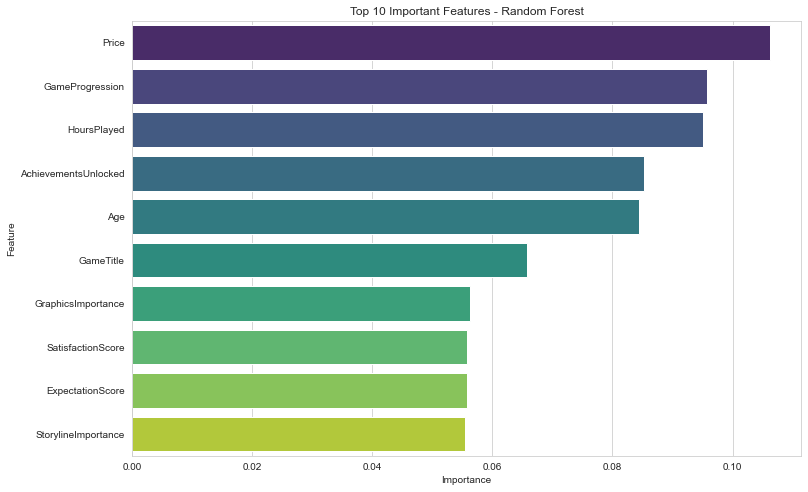 Top 10 Important Features - Random Forest
Feature
Price
GameProgression
HoursPlayed
AchievementsUnlocked
Age
GameTitle
GraphicsImportance
SatisfactionScore
ExpectationScore
StorylineImportance
0.00 0.02 0.04 0.06 0.08 0.10
Importance